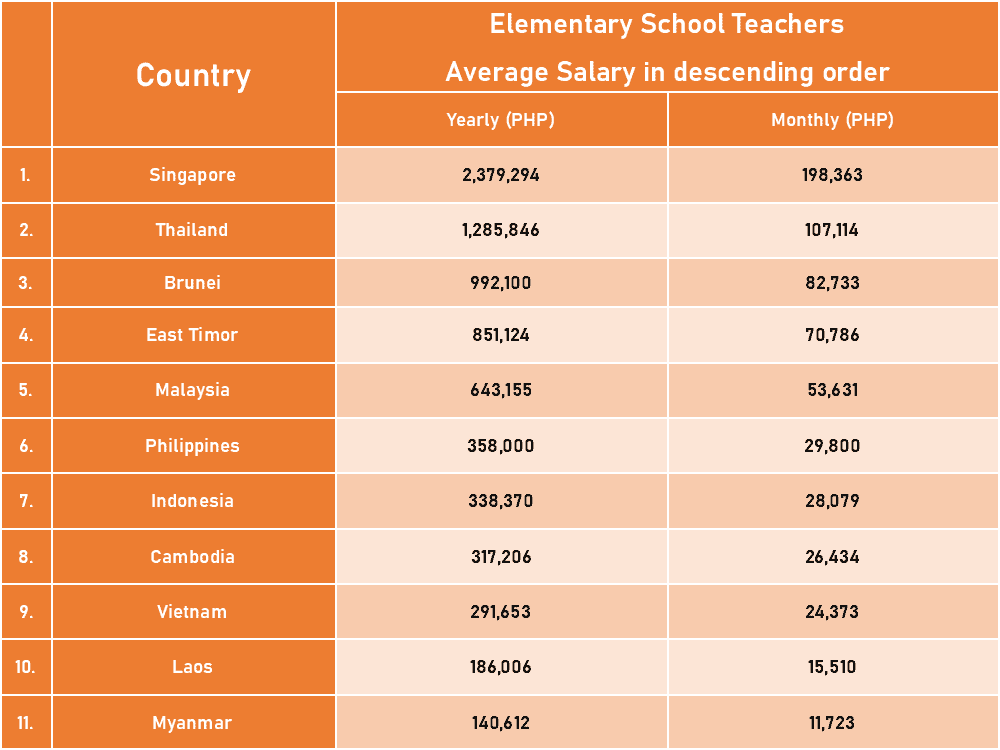 Elementary School Teachers
Country
Average Salary in descending order
Yearly (PHP) Monthly (PHP)
1. Singapore 2,379,294 198,363
2. Thailand 1,285,846 107,114
3. Brunei 992,100 82,733
4. East Timor 851,124 70,786
5. Malaysia 643,155 53,631
6. Philippines 358,000 29,800
7. Indonesia 338,370 28,079
8. Cambodia 317,206 26,434
9. Vietnam 291,653 24,373
10. Laos 186,006 15,510
11. Myanmar 140,612 11,723